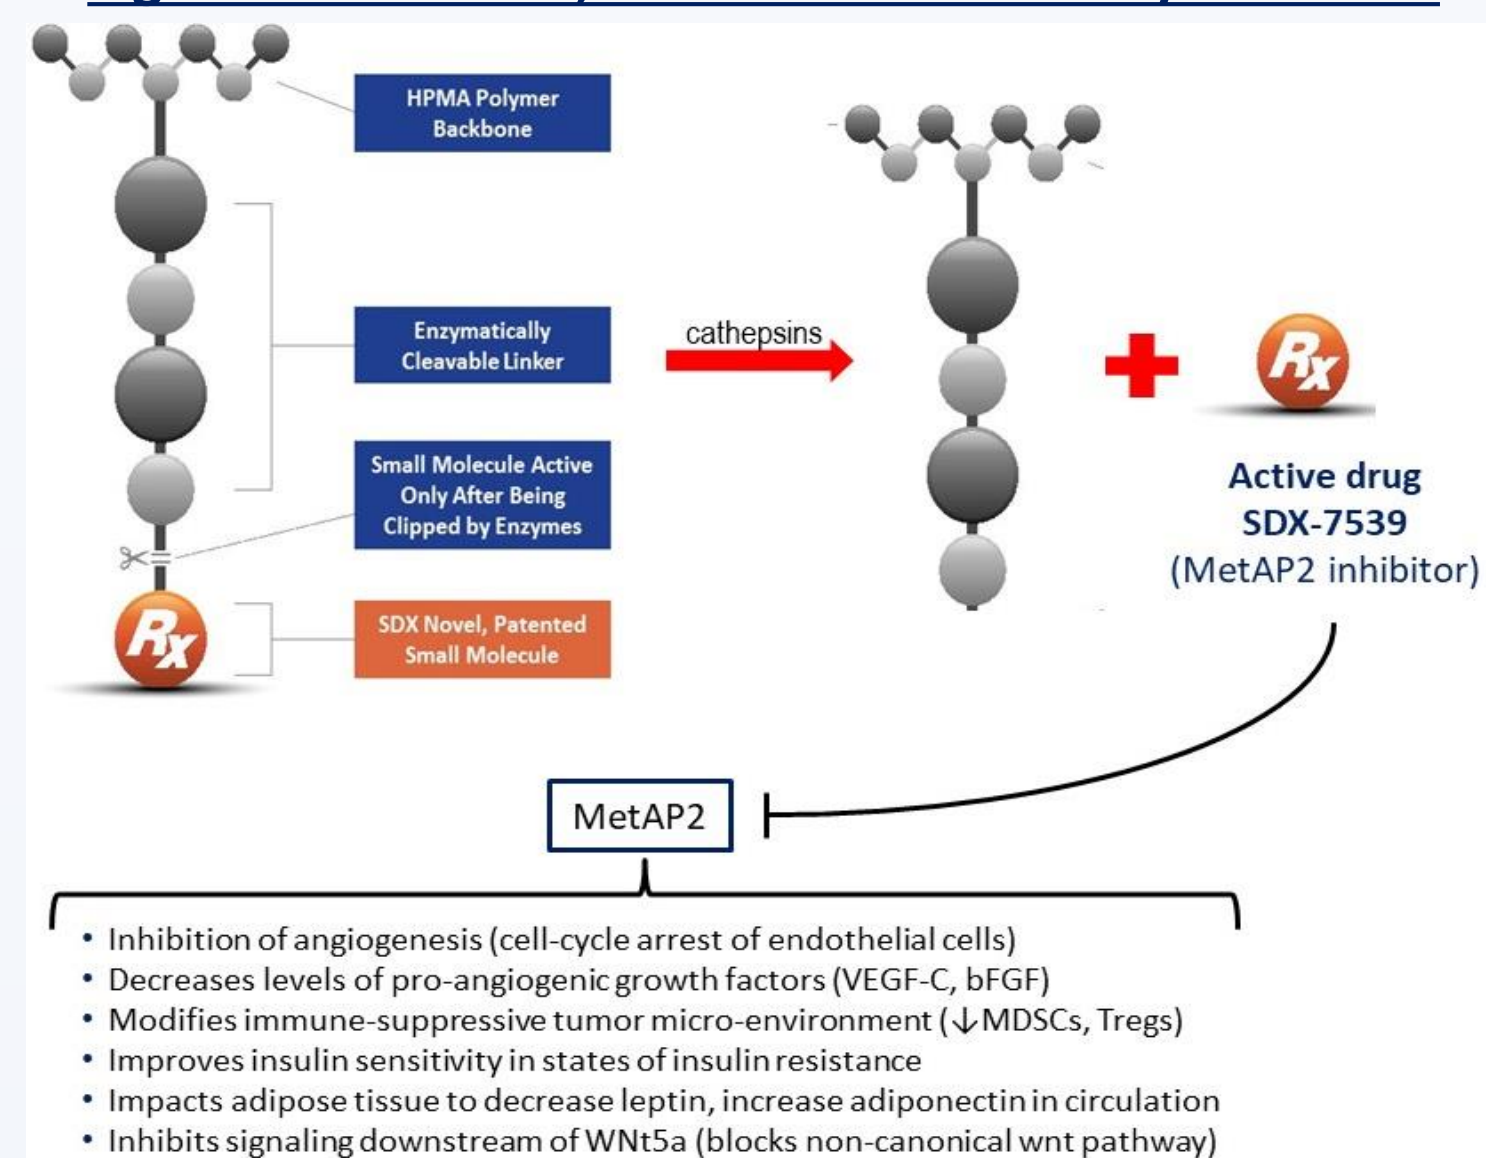 HPMA Polymer
Backbone
Enzymatically
Cleavable Linker
cathepsins
Small Molecule Active
Only After Being
Clipped by Enzymes
Rx
SDX Novel, Patented
Small Molecule
Rx
Active drug
SDX-7539
(MetAP2 inhibitor)
MetAP2
• Inhibition of angiogenesis (cell-cycle arrest of endothelial cells)
• Decreases levels of pro-angiogenic growth factors (VEGF-C, bFGF)
• Modifies immune-suppressive tumor micro-environment (↓MDSCs, Tregs)
• Improves insulin sensitivity in states of insulin resistance
• Impacts adipose tissue to decrease leptin, increase adiponectin in circulation
• Inhibits signaling downstream of WNt5a (blocks non-canonical wnt pathway)